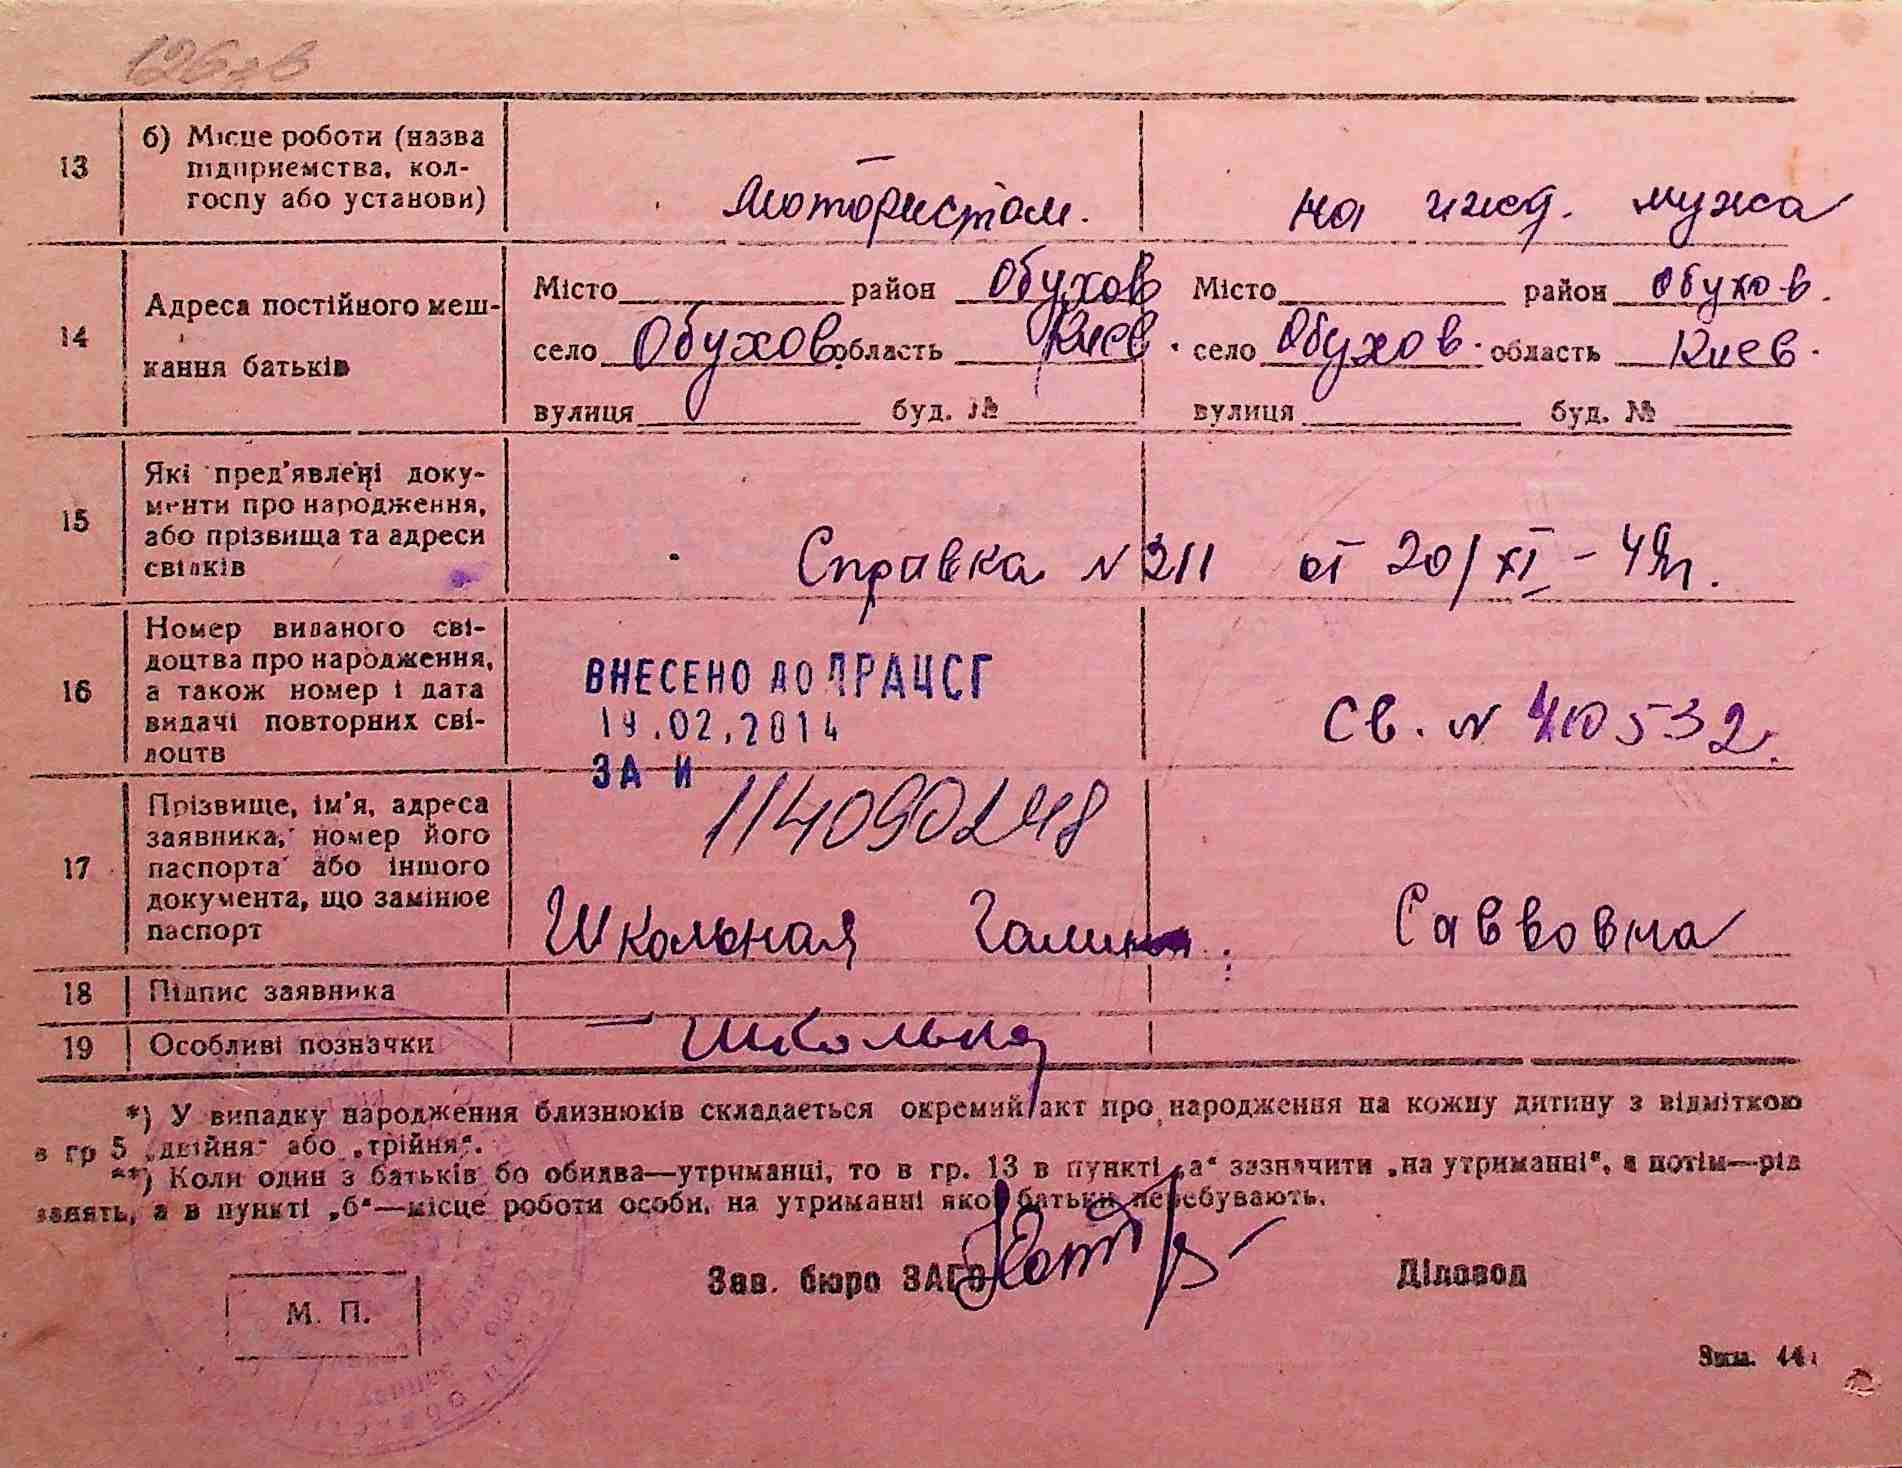 126
13
б) Місце роботи (назва
підприємства, кол-
госпу або установи)
Мотористом.
на ижд. мужа
14
Адреса постійного меш-
кання батьків
Місто район Обухов
село Обухов. область Киев.
вулиця буд. №
Місто район Обухов.
село Обухов. область Киев.
вулиця буд. №
15
Які пред'явлені доку-
менти про народження,
або прізвища та адреси
свідків
Справка N 211 от 20/XI-49г.
16
Номер виданого сві-
доцтва про народження,
а також номер і дата
видачі повторних сві-
доцтв
ВНЕСЕНО ДО ДРАЦСГ
19.02.2014
ЗА И
114090248
Св. N 410532.
17
Прізвище, ім'я, адреса
заявника, номер його
паспорта або іншого
документа, що замінює
паспорт
Школьная Галина Саввовна
18 Підпис заявника
19 Особливі позначки
Школьна
*) У випадку народження близнюків складається окремий акт про народження на кожну дитину з відміткою
в гр 5 „двійня" або „трійня".
**) Коли один з батьків бо обидва—утриманці, то в гр. 13 в пункті „а" зазначити „на утриманні", а потім—рід
занять, а в пункті „б"—місце роботи особи, на утриманні якої батьки перебувають.
Зав. бюро ЗАГС
Діловод
М. П.
Зам. 44